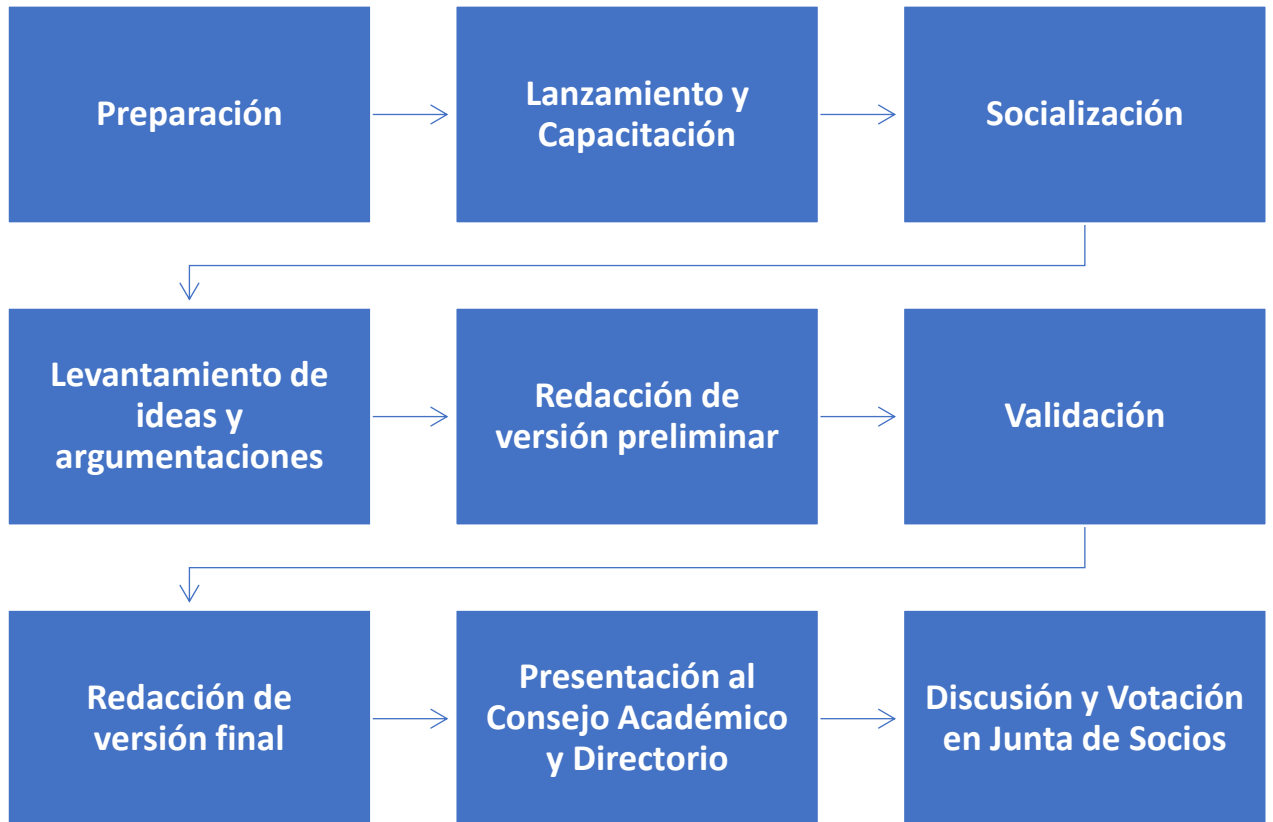 Preparación
Lanzamiento y
Capacitación
Socialización
Levantamiento de
ideas y
argumentaciones
Redacción de
versión preliminar
Validación
Redacción de
versión final
Presentación al
Consejo Académico
y Directorio
Discusión y Votación
en Junta de Socios